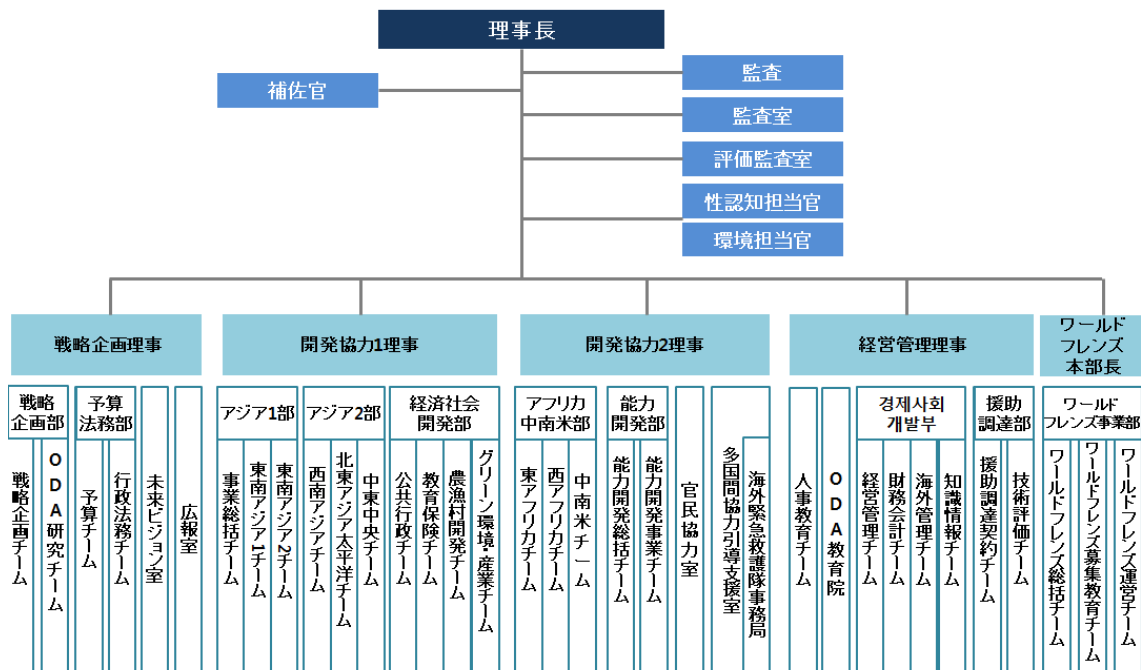 理事長
補佐官
監査
監査室
評価監査室
性認知担当官
環境担当官
戦略企画理事
開発協力1理事
開発協力2理事
経営管理理事
ワールド
フレンズ
本部長
戦略
企画部
戦略企画チーム
ODA研究チーム
予算
法務部
予算チーム
行政法務チーム
未来ビジョン室
広報室
アジア1部
事業総括チーム
東南アジア1チーム
東南アジア2チーム
アジア2部
西南アジアチーム
北東アジア太平洋チーム
中東中央チーム
経済社会
開発部
公共行政チーム
教育保険チーム
農漁村開発チーム
グリーン環境・産業チーム
アフリカ
中南米部
東アフリカチーム
西アフリカチーム
中南米チーム
能力
開発部
能力開発総括チーム
能力開発事業チーム
官民協力室
多国間協力引導支援室
海外緊急救護隊事務局
人事教育チーム
ODA教育院
경제사회
개발부
経営管理チーム
財務会計チーム
海外管理チーム
知識情報チーム
援助
調達部
援助調達契約チーム
技術評価チーム
ワールド
フレンズ事業部
ワールドフレンズ総括チーム
ワールドフレンズ募集教育チーム
ワールドフレンズ運営チーム